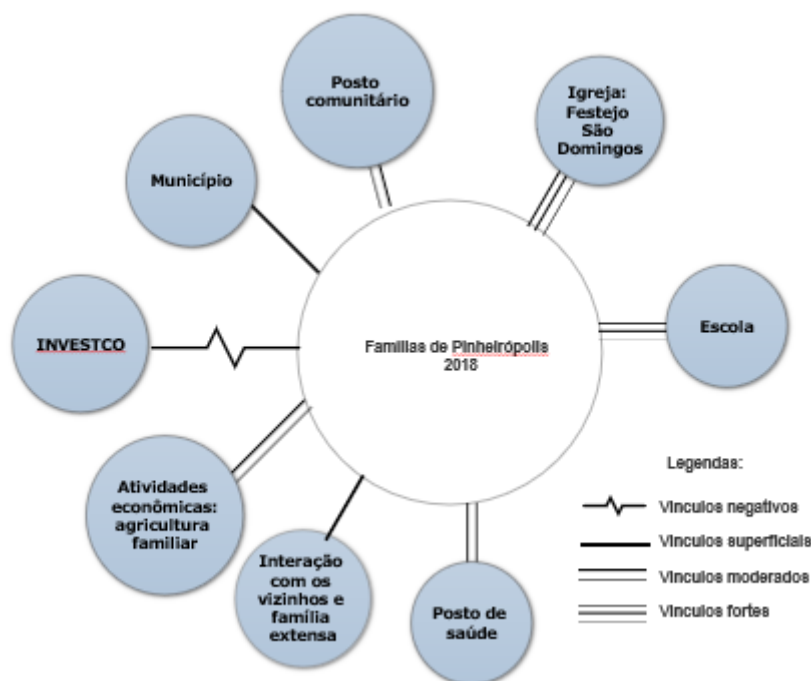 Posto
comunitário
Igreja:
Festejo
São
Domingos
Município
INVESTCO
Famílias de Pinheirópolis
2018
Escola
Atividades
econômicas:
agricultura
familiar
Interação
com os
vizinhos e
família
extensa
Posto de
saúde
Legendas:
Vínculos negativos
Vínculos superficiais
Vínculos moderados
Vínculos fortes